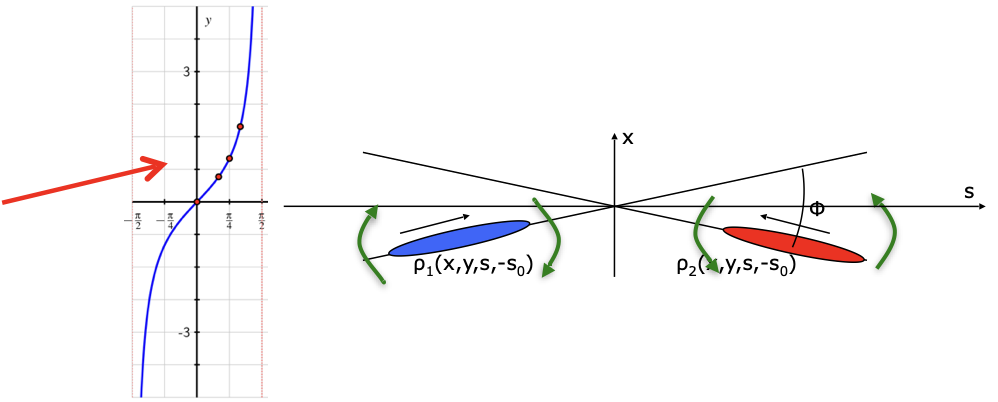 y
3
-π/2
-π/4
π/4
π/2
-3
x
s
Φ
ρ₁(x,y,s,-s₀)
ρ₂(x,y,s,-s₀)